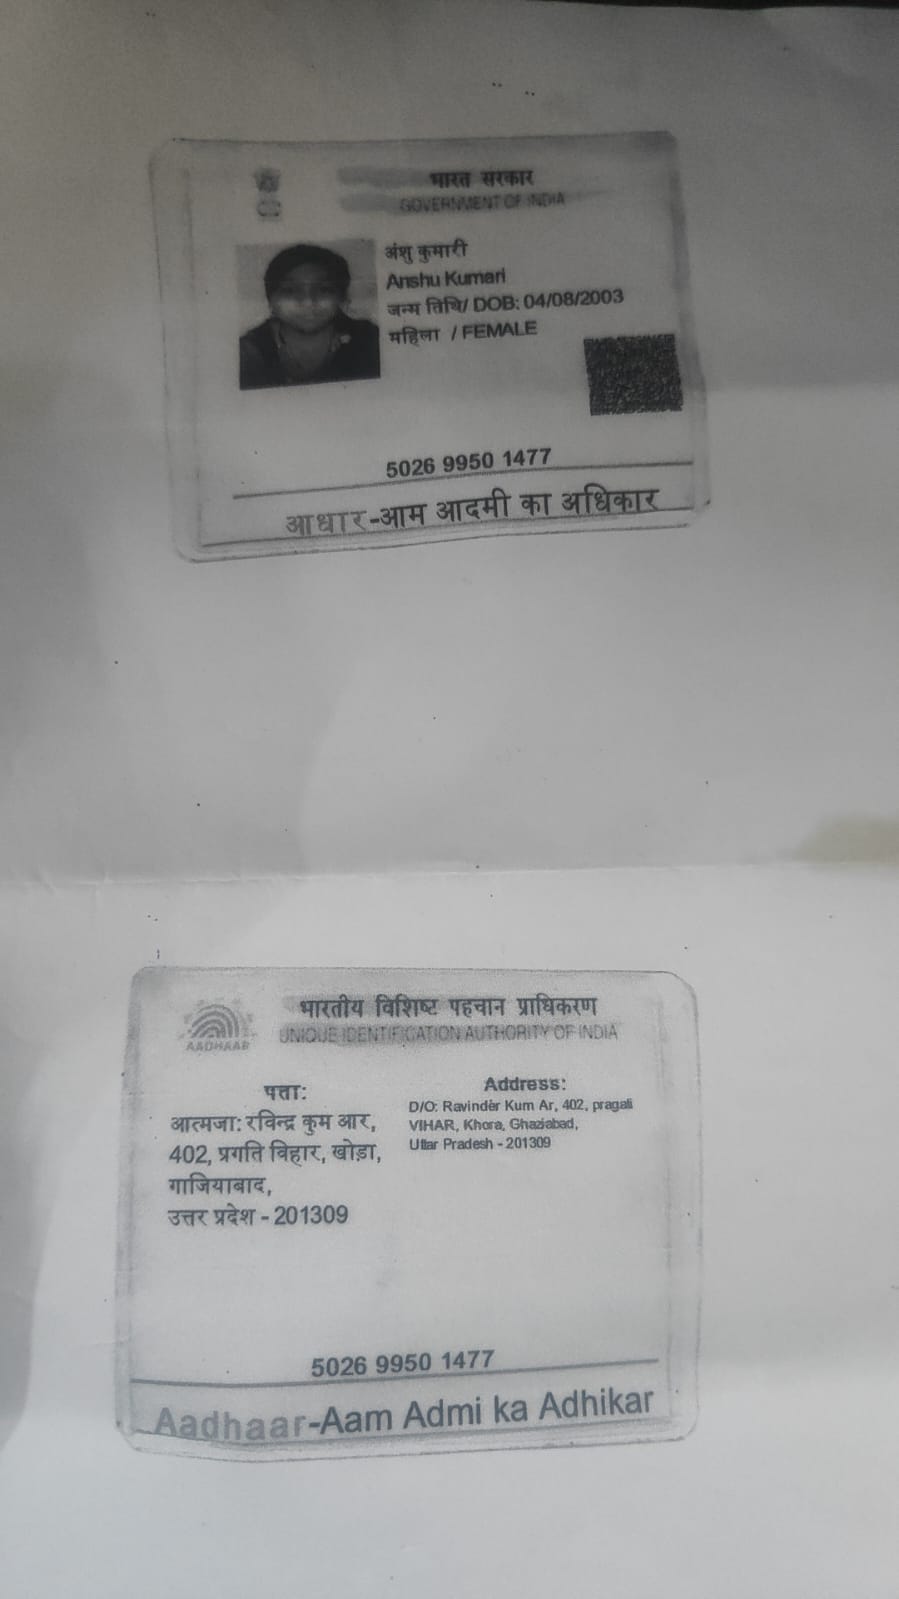 भारत सरकार
GOVERNMENT OF INDIA
अंशु कुमारी
Anshu Kumari
जन्म तिथि/ DOB: 04/08/2003
महिला / FEMALE
5026 9950 1477
आधार-आम आदमी का अधिकार
भारतीय विशिष्ट पहचान प्राधिकरण
UNIQUE IDENTIFICATION AUTHORITY OF INDIA
AADHAAR
पता:
आत्मजा: रविन्द्र कुम आर,
402, प्रगति विहार, खोड़ा,
गाजियाबाद,
उत्तर प्रदेश - 201309
Address:
D/O: Ravinder Kum Ar, 402, pragali
VIHAR, Khora, Ghaziabad,
Uttar Pradesh - 201309
5026 9950 1477
Aadhaar-Aam Admi ka Adhikar